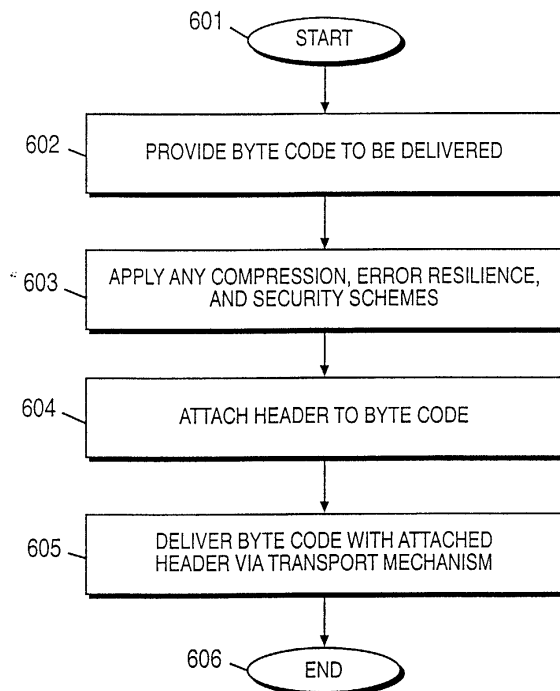 601
START
602
PROVIDE BYTE CODE TO BE DELIVERED
603
APPLY ANY COMPRESSION, ERROR RESILIENCE,
AND SECURITY SCHEMES
604
ATTACH HEADER TO BYTE CODE
605
DELIVER BYTE CODE WITH ATTACHED
HEADER VIA TRANSPORT MECHANISM
606
END